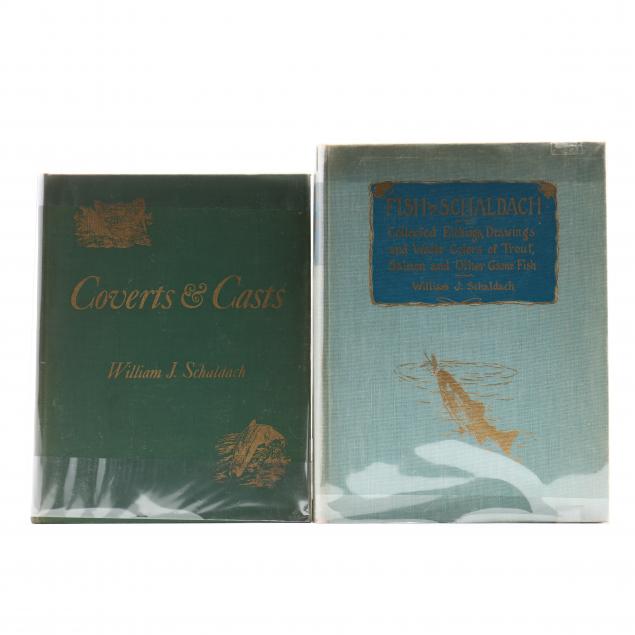 Coverts & Casts
William J. Schaldach
FISH by SCHALDACH
Collected Etchings, Drawings
and Water Colors of Trout,
Salmon and Other Game Fish
William J. Schaldach